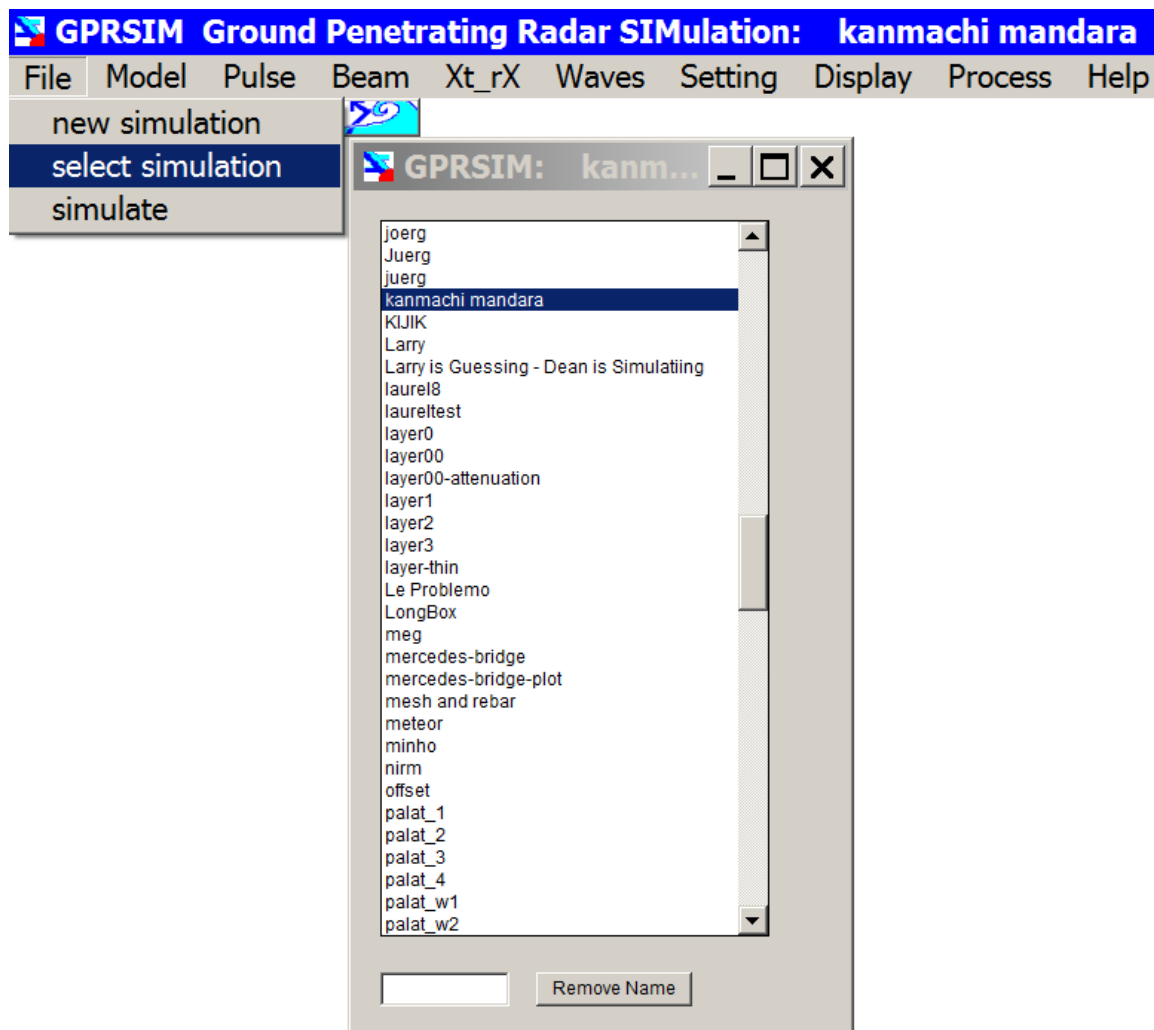 GPRSIM Ground Penetrating Radar SIMulation: kanmachi mandara
File Model Pulse Beam Xt_rX Waves Setting Display Process Help
new simulation
select simulation
simulate
GPRSIM: kanm...
joerg
Juerg
juerg
kanmachi mandara
KIJIK
Larry
Larry is Guessing - Dean is Simulatiing
laurel8
laureltest
layer0
layer00
layer00-attenuation
layer1
layer2
layer3
layer-thin
Le Problemo
LongBox
meg
mercedes-bridge
mercedes-bridge-plot
mesh and rebar
meteor
minho
nirm
offset
palat_1
palat_2
palat_3
palat_4
palat_w1
palat_w2
Remove Name